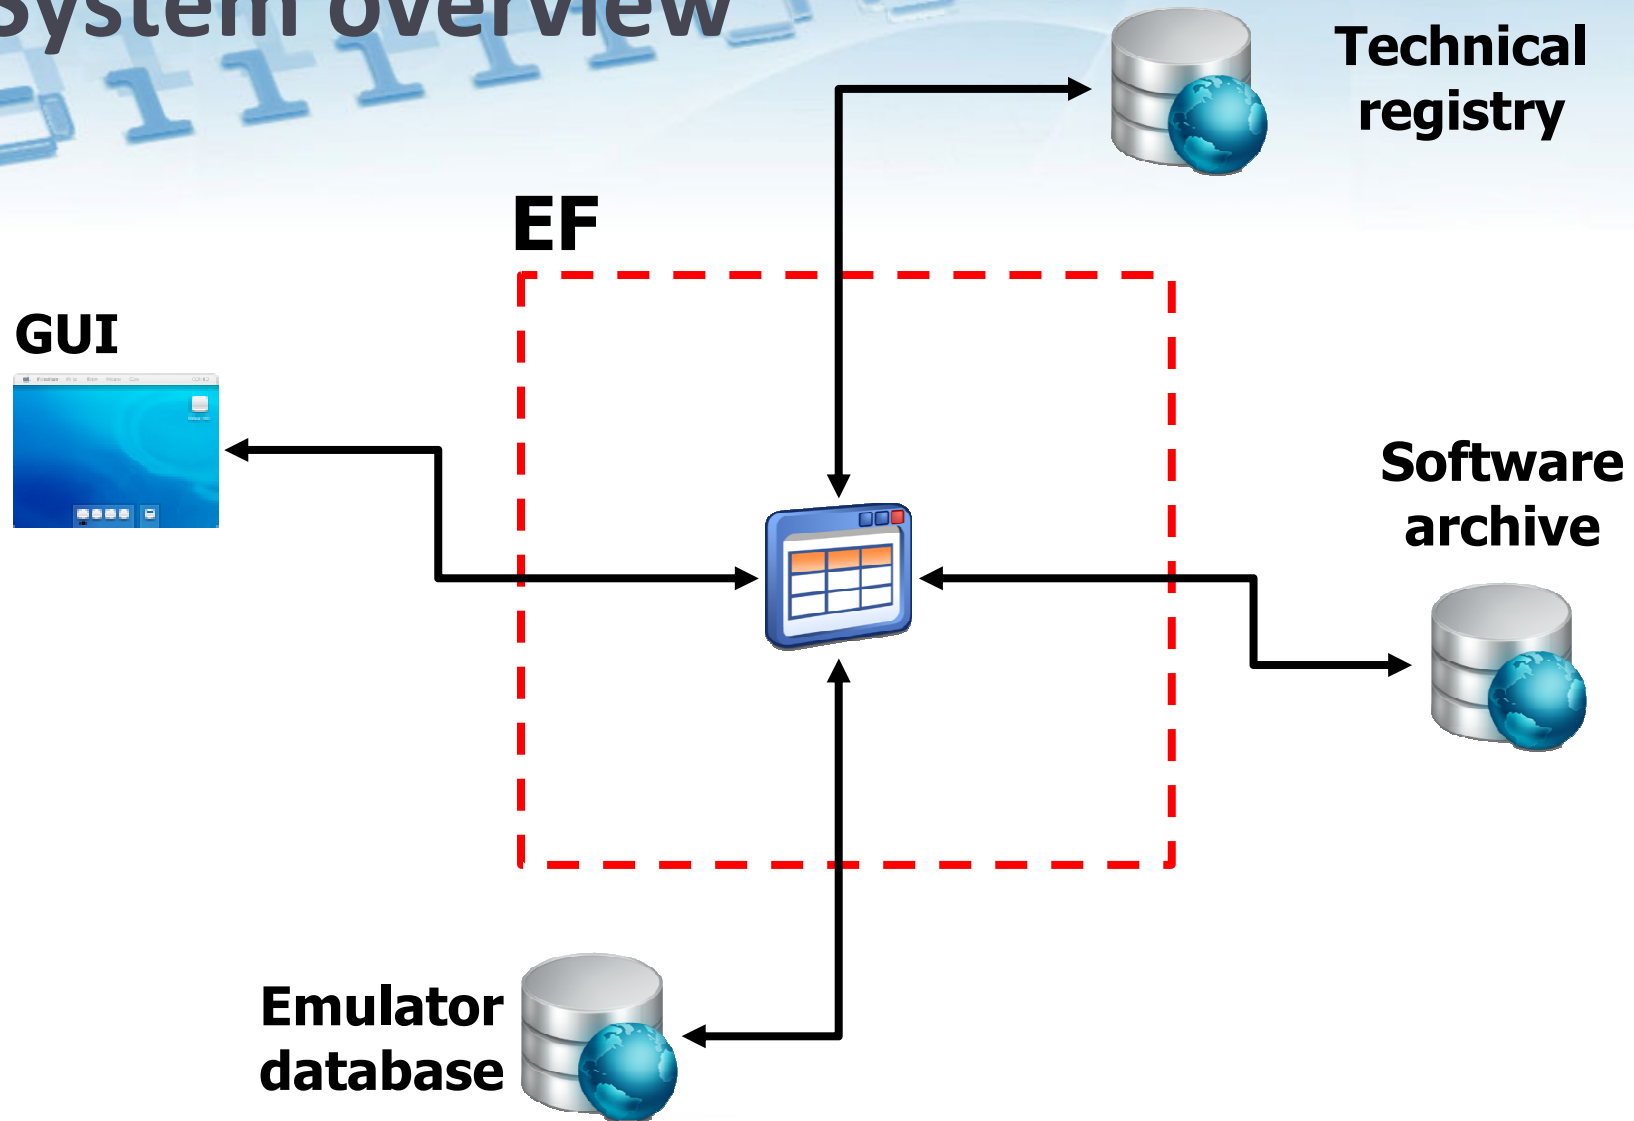 System overview
Technical
registry
EF
GUI
Software
archive
Emulator
database